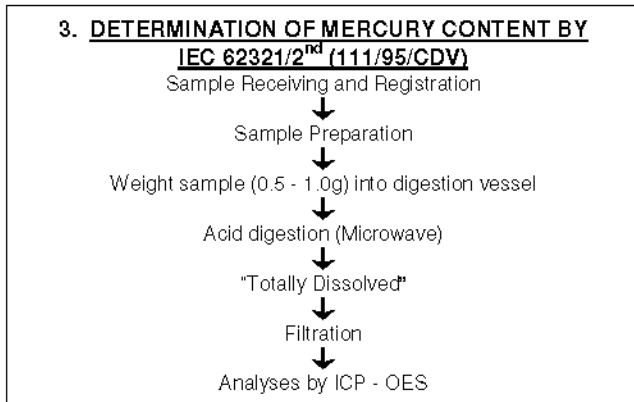 3. DETERMINATION OF MERCURY CONTENT BY
IEC 62321/2nd (111/95/CDV)
Sample Receiving and Registration
Sample Preparation
Weight sample (0.5 - 1.0g) into digestion vessel
Acid digestion (Microwave)
"Totally Dissolved"
Filtration
Analyses by ICP - OES